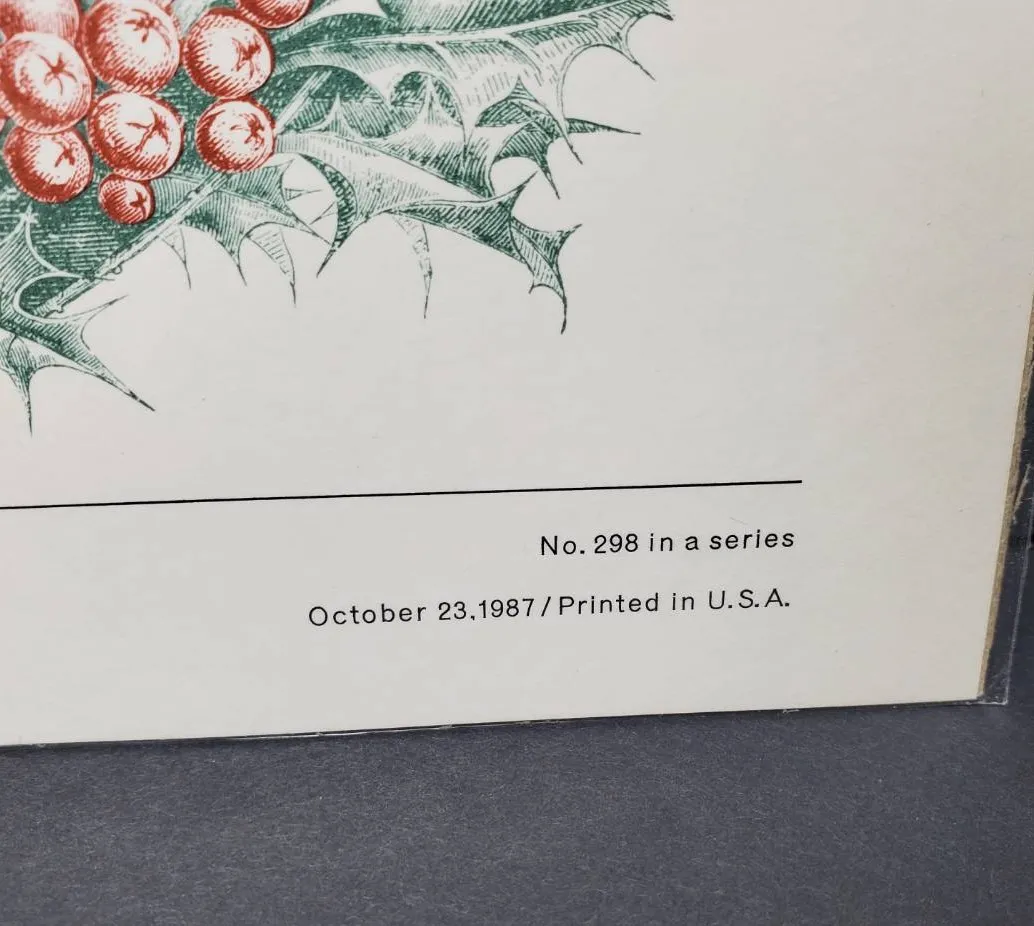 No. 298 in a series
October 23,1987/Printed in U.S.A.